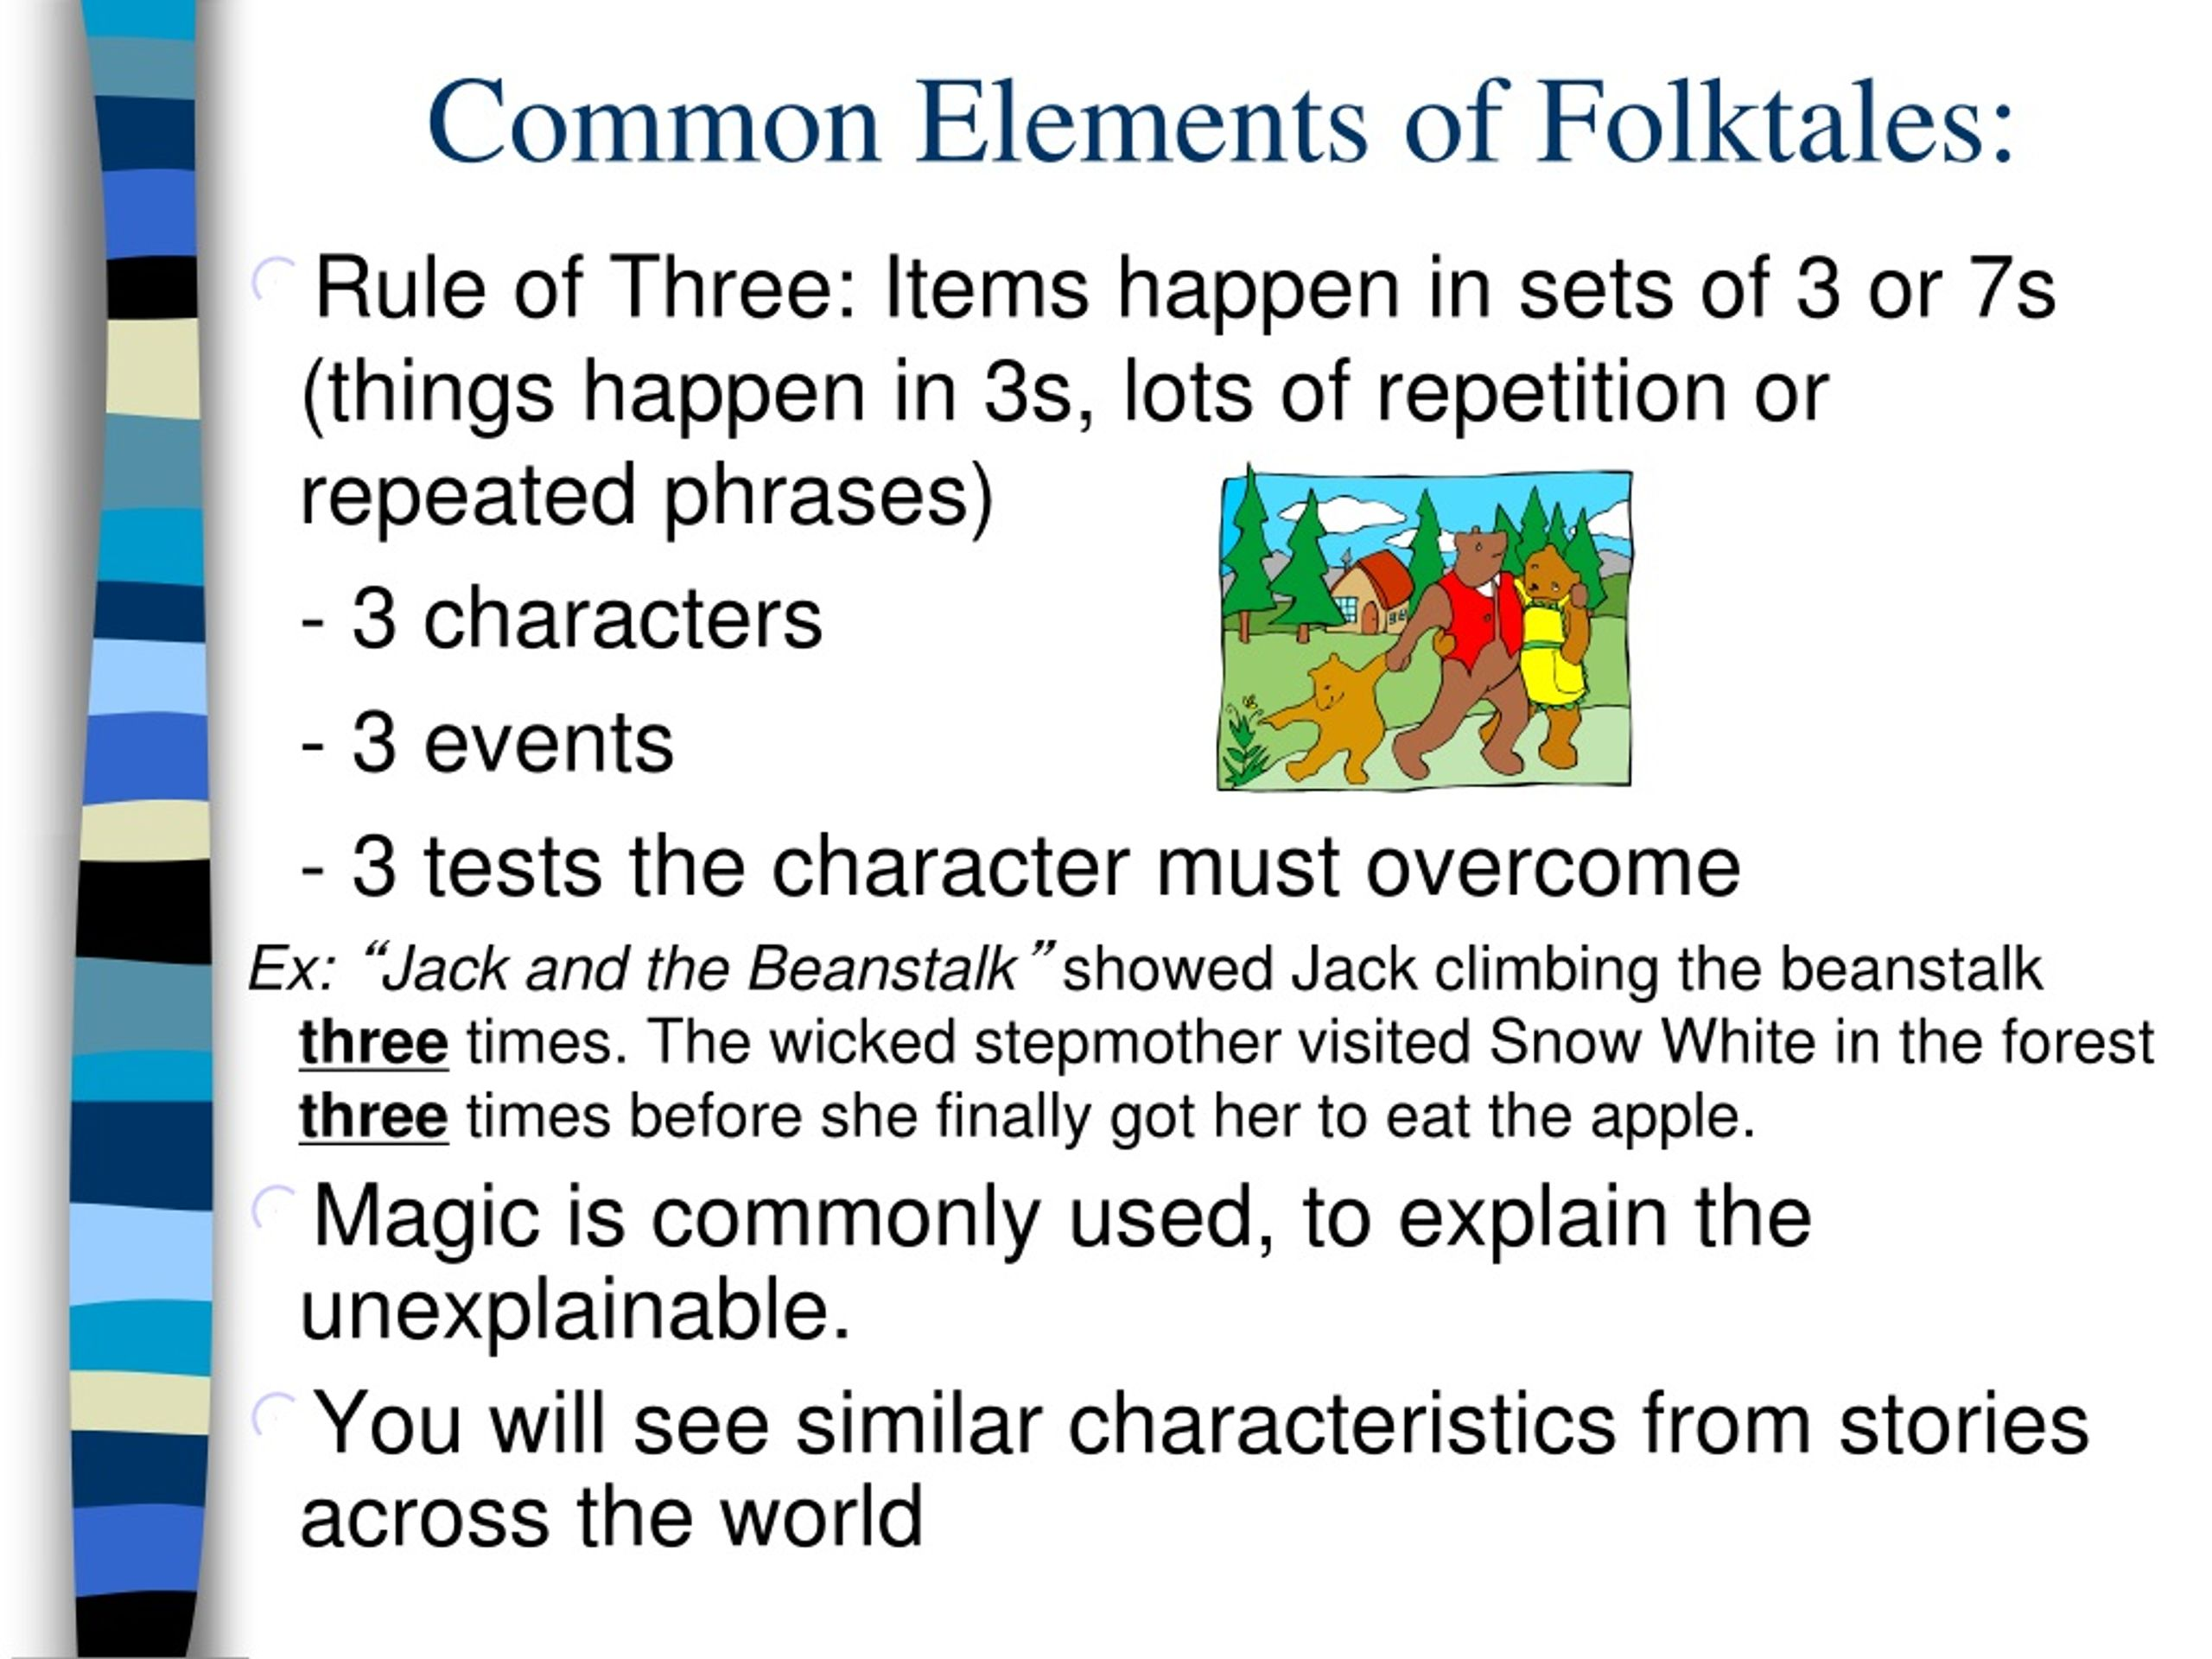 Common Elements of Folktales:
Rule of Three: Items happen in sets of 3 or 7s
(things happen in 3s, lots of repetition or
repeated phrases)
- 3 characters
- 3 events
- 3 tests the character must overcome
Ex: “Jack and the Beanstalk” showed Jack climbing the beanstalk
three times. The wicked stepmother visited Snow White in the forest
three times before she finally got her to eat the apple.
Magic is commonly used, to explain the
unexplainable.
You will see similar characteristics from stories
across the world